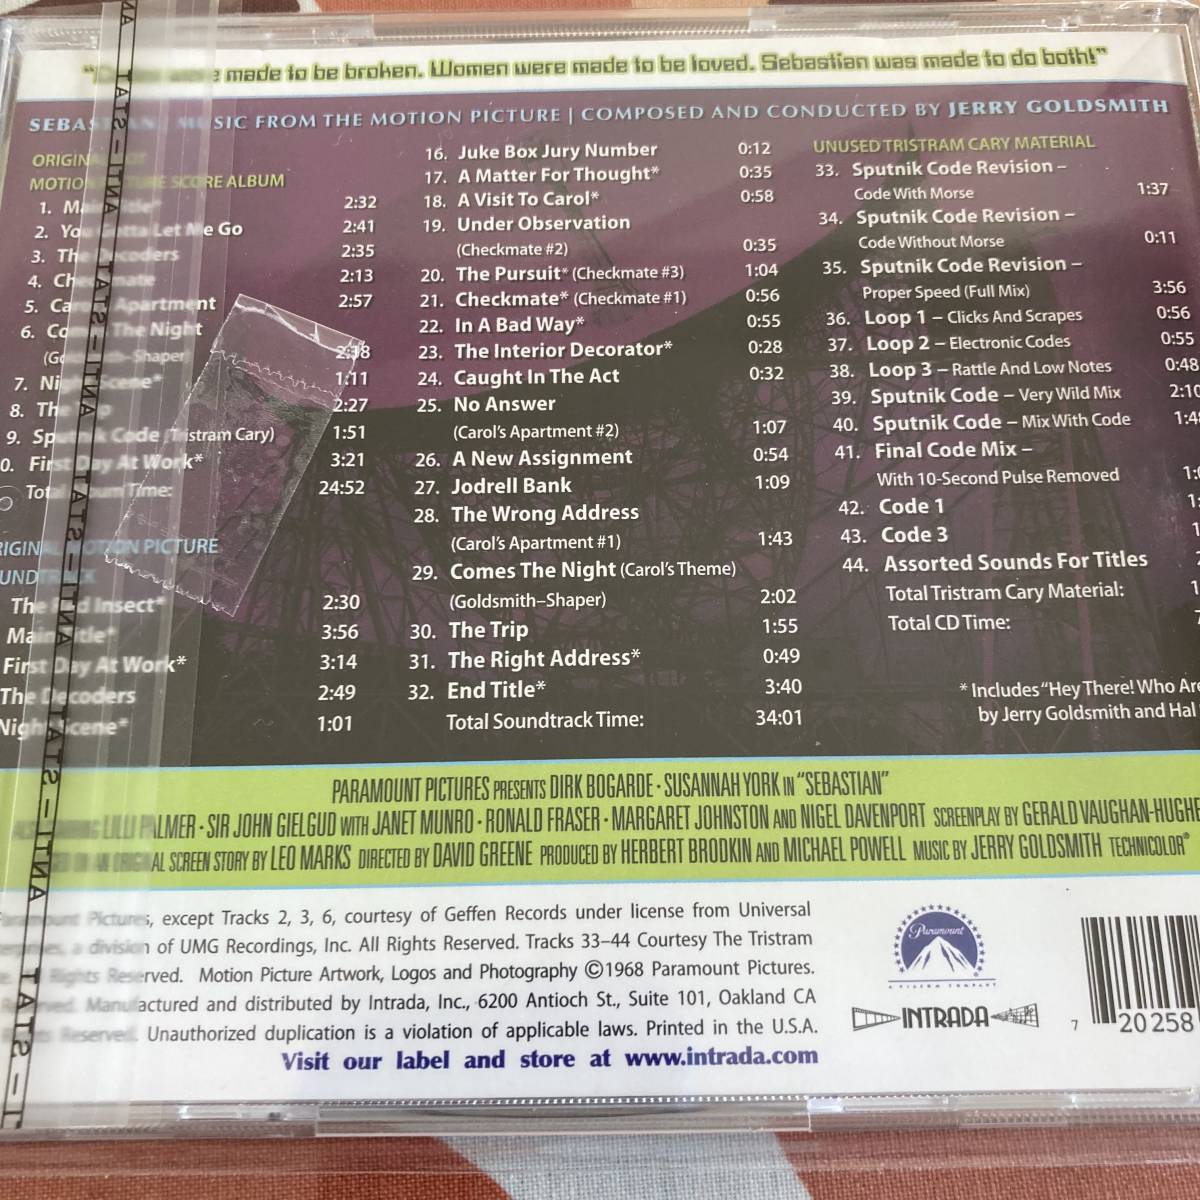 made to be broken. Women were made to be loved. Sebastian was made to do both!"
MUSIC FROM THE MOTION PICTURE | COMPOSED AND CONDUCTED BY JERRY GOLDSMITH
SCORE ALBUM
1. 2:32
2. You Gotta Let Me Go 2:41
3. The Decoders 2:35
4. Checkmate 2:13
5. Apartment 2:57
6. The Night
Shaper 2:38
7. Scene* 1:11
8. 2:27
9. Sputnik Code (Tristram Cary) 1:51
First Day At Work* 3:21
Time: 24:52
MOTION PICTURE
Insect* 2:30
3:56
First Day At Work* 3:14
The Decoders 2:49
Night Scene* 1:01
16. Juke Box Jury Number 0:12
17. A Matter For Thought* 0:35
18. A Visit To Carol* 0:58
19. Under Observation
(Checkmate #2) 0:35
20. The Pursuit* (Checkmate #3) 1:04
21. Checkmate* (Checkmate #1) 0:56
22. In A Bad Way* 0:55
23. The Interior Decorator* 0:28
24. Caught In The Act 0:32
25. No Answer
(Carol's Apartment #2) 1:07
26. A New Assignment 0:54
27. Jodrell Bank 1:09
28. The Wrong Address
(Carol's Apartment #1) 1:43
29. Comes The Night (Carol's Theme)
(Goldsmith–Shaper) 2:02
30. The Trip 1:55
31. The Right Address* 0:49
32. End Title* 3:40
Total Soundtrack Time: 34:01
UNUSED TRISTRAM CARY MATERIAL
33. Sputnik Code Revision –
Code With Morse 1:37
34. Sputnik Code Revision –
Code Without Morse 0:11
35. Sputnik Code Revision –
Proper Speed (Full Mix) 3:56
36. Loop 1 – Clicks And Scrapes 0:56
37. Loop 2 – Electronic Codes 0:55
38. Loop 3 – Rattle And Low Notes 0:48
39. Sputnik Code – Very Wild Mix 2:10
40. Sputnik Code – Mix With Code
41. Final Code Mix –
With 10-Second Pulse Removed
42. Code 1
43. Code 3
44. Assorted Sounds For Titles
Total Tristram Cary Material:
Total CD Time:
* Includes "Hey There! Who Are
by Jerry Goldsmith and Hal
PARAMOUNT PICTURES PRESENTS DIRK BOGARDE · SUSANNAH YORK IN "SEBASTIAN"
LILLI PALMER · SIR JOHN GIELGUD WITH JANET MUNRO · RONALD FRASER · MARGARET JOHNSTON AND NIGEL DAVENPORT SCREENPLAY BY GERALD VAUGHAN-HUGHE
SCREEN STORY BY LEO MARKS DIRECTED BY DAVID GREENE PRODUCED BY HERBERT BRODKIN AND MICHAEL POWELL MUSIC BY JERRY GOLDSMITH TECHNICOLOR®
Pictures, except Tracks 2, 3, 6, courtesy of Geffen Records under license from Universal
a division of UMG Recordings, Inc. All Rights Reserved. Tracks 33–44 Courtesy The Tristram
Rights Reserved. Motion Picture Artwork, Logos and Photography ©1968 Paramount Pictures.
Manufactured and distributed by Intrada, Inc., 6200 Antioch St., Suite 101, Oakland CA
Reserved. Unauthorized duplication is a violation of applicable laws. Printed in the U.S.A.
Visit our label and store at www.intrada.com
Paramount
INTRADA
7 20258
ANTI–STAT